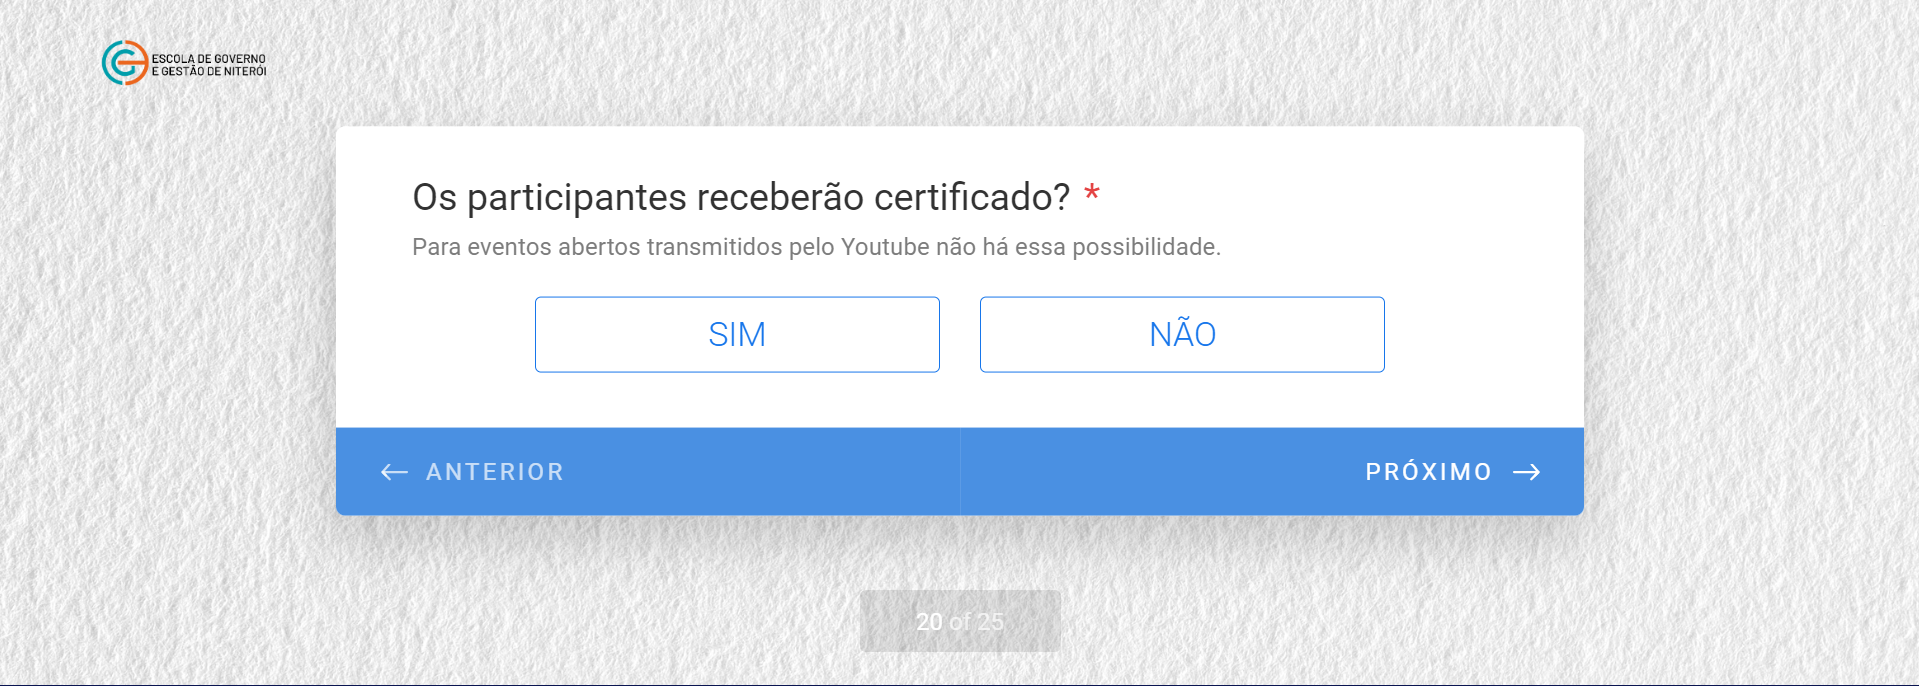 ESCOLA DE GOVERNO
E GESTÃO DE NITERÓI
Os participantes receberão certificado? *
Para eventos abertos transmitidos pelo Youtube não há essa possibilidade.
SIM
NÃO
← ANTERIOR
PRÓXIMO →
20 of 25